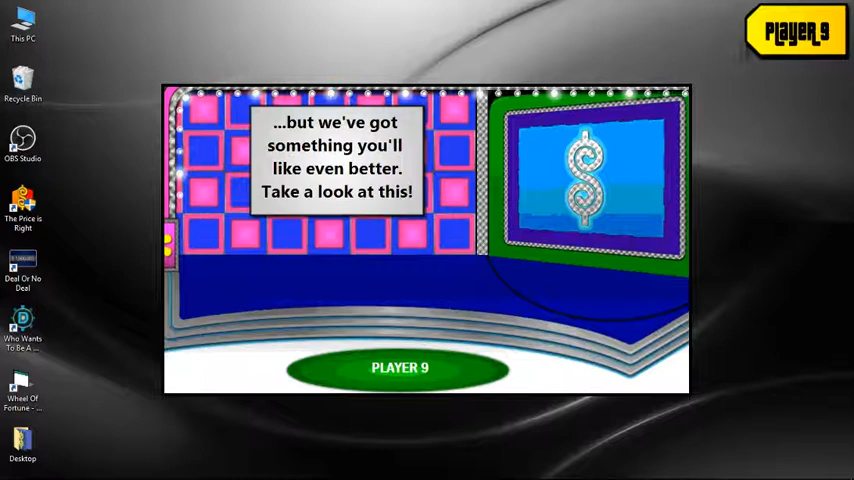 This PC
Recycle Bin
OBS Studio
The Price is
Right
Deal Or No
Deal
Who Wants
To Be A ...
Wheel Of
Fortune - ...
Desktop
...but we've got
something you'll
like even better.
Take a look at this!
$
PLAYER 9
PLAYER 9